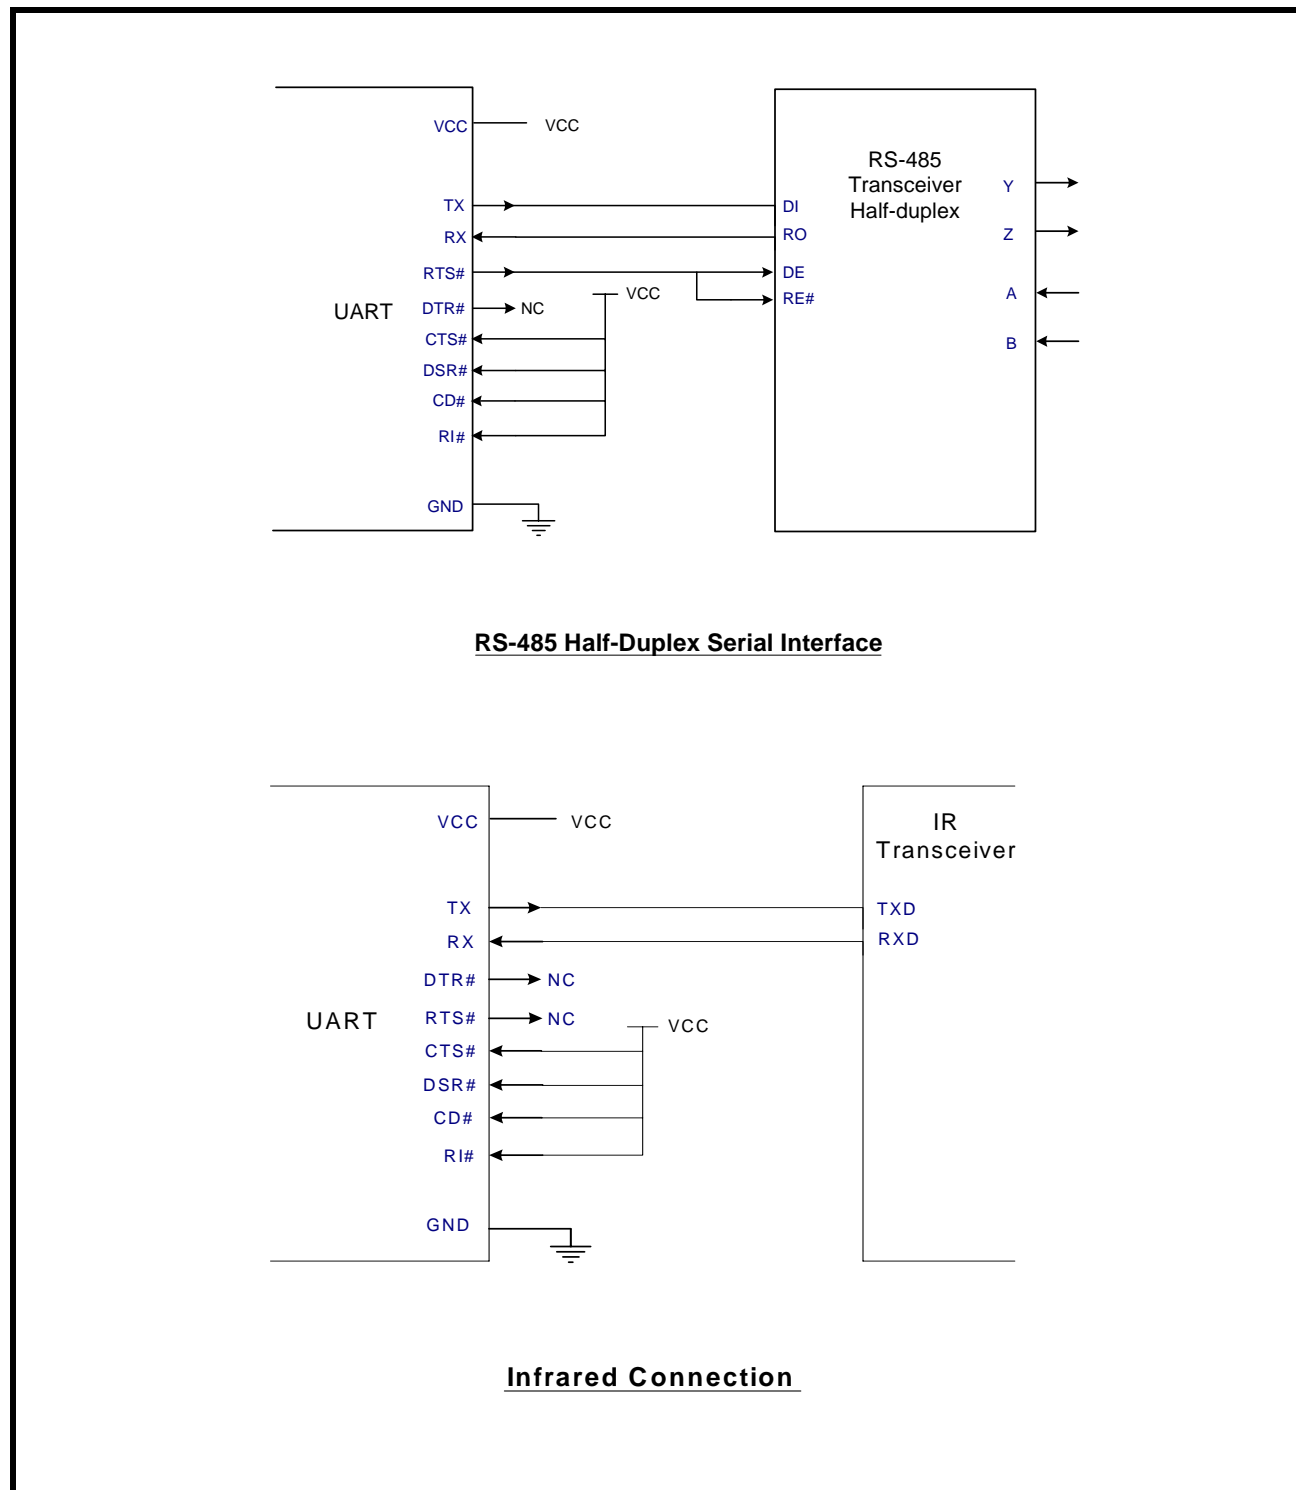 VCC VCC
RS-485
Transceiver
Half-duplex
Y
TX DI
RX RO Z
RTS# DE
VCC RE# A
UART DTR# NC
CTS# B
DSR#
CD#
RI#
GND
RS-485 Half-Duplex Serial Interface
VCC VCC IR
Transceiver
TX TXD
RX RXD
DTR# NC
UART RTS# NC VCC
CTS#
DSR#
CD#
RI#
GND
Infrared Connection